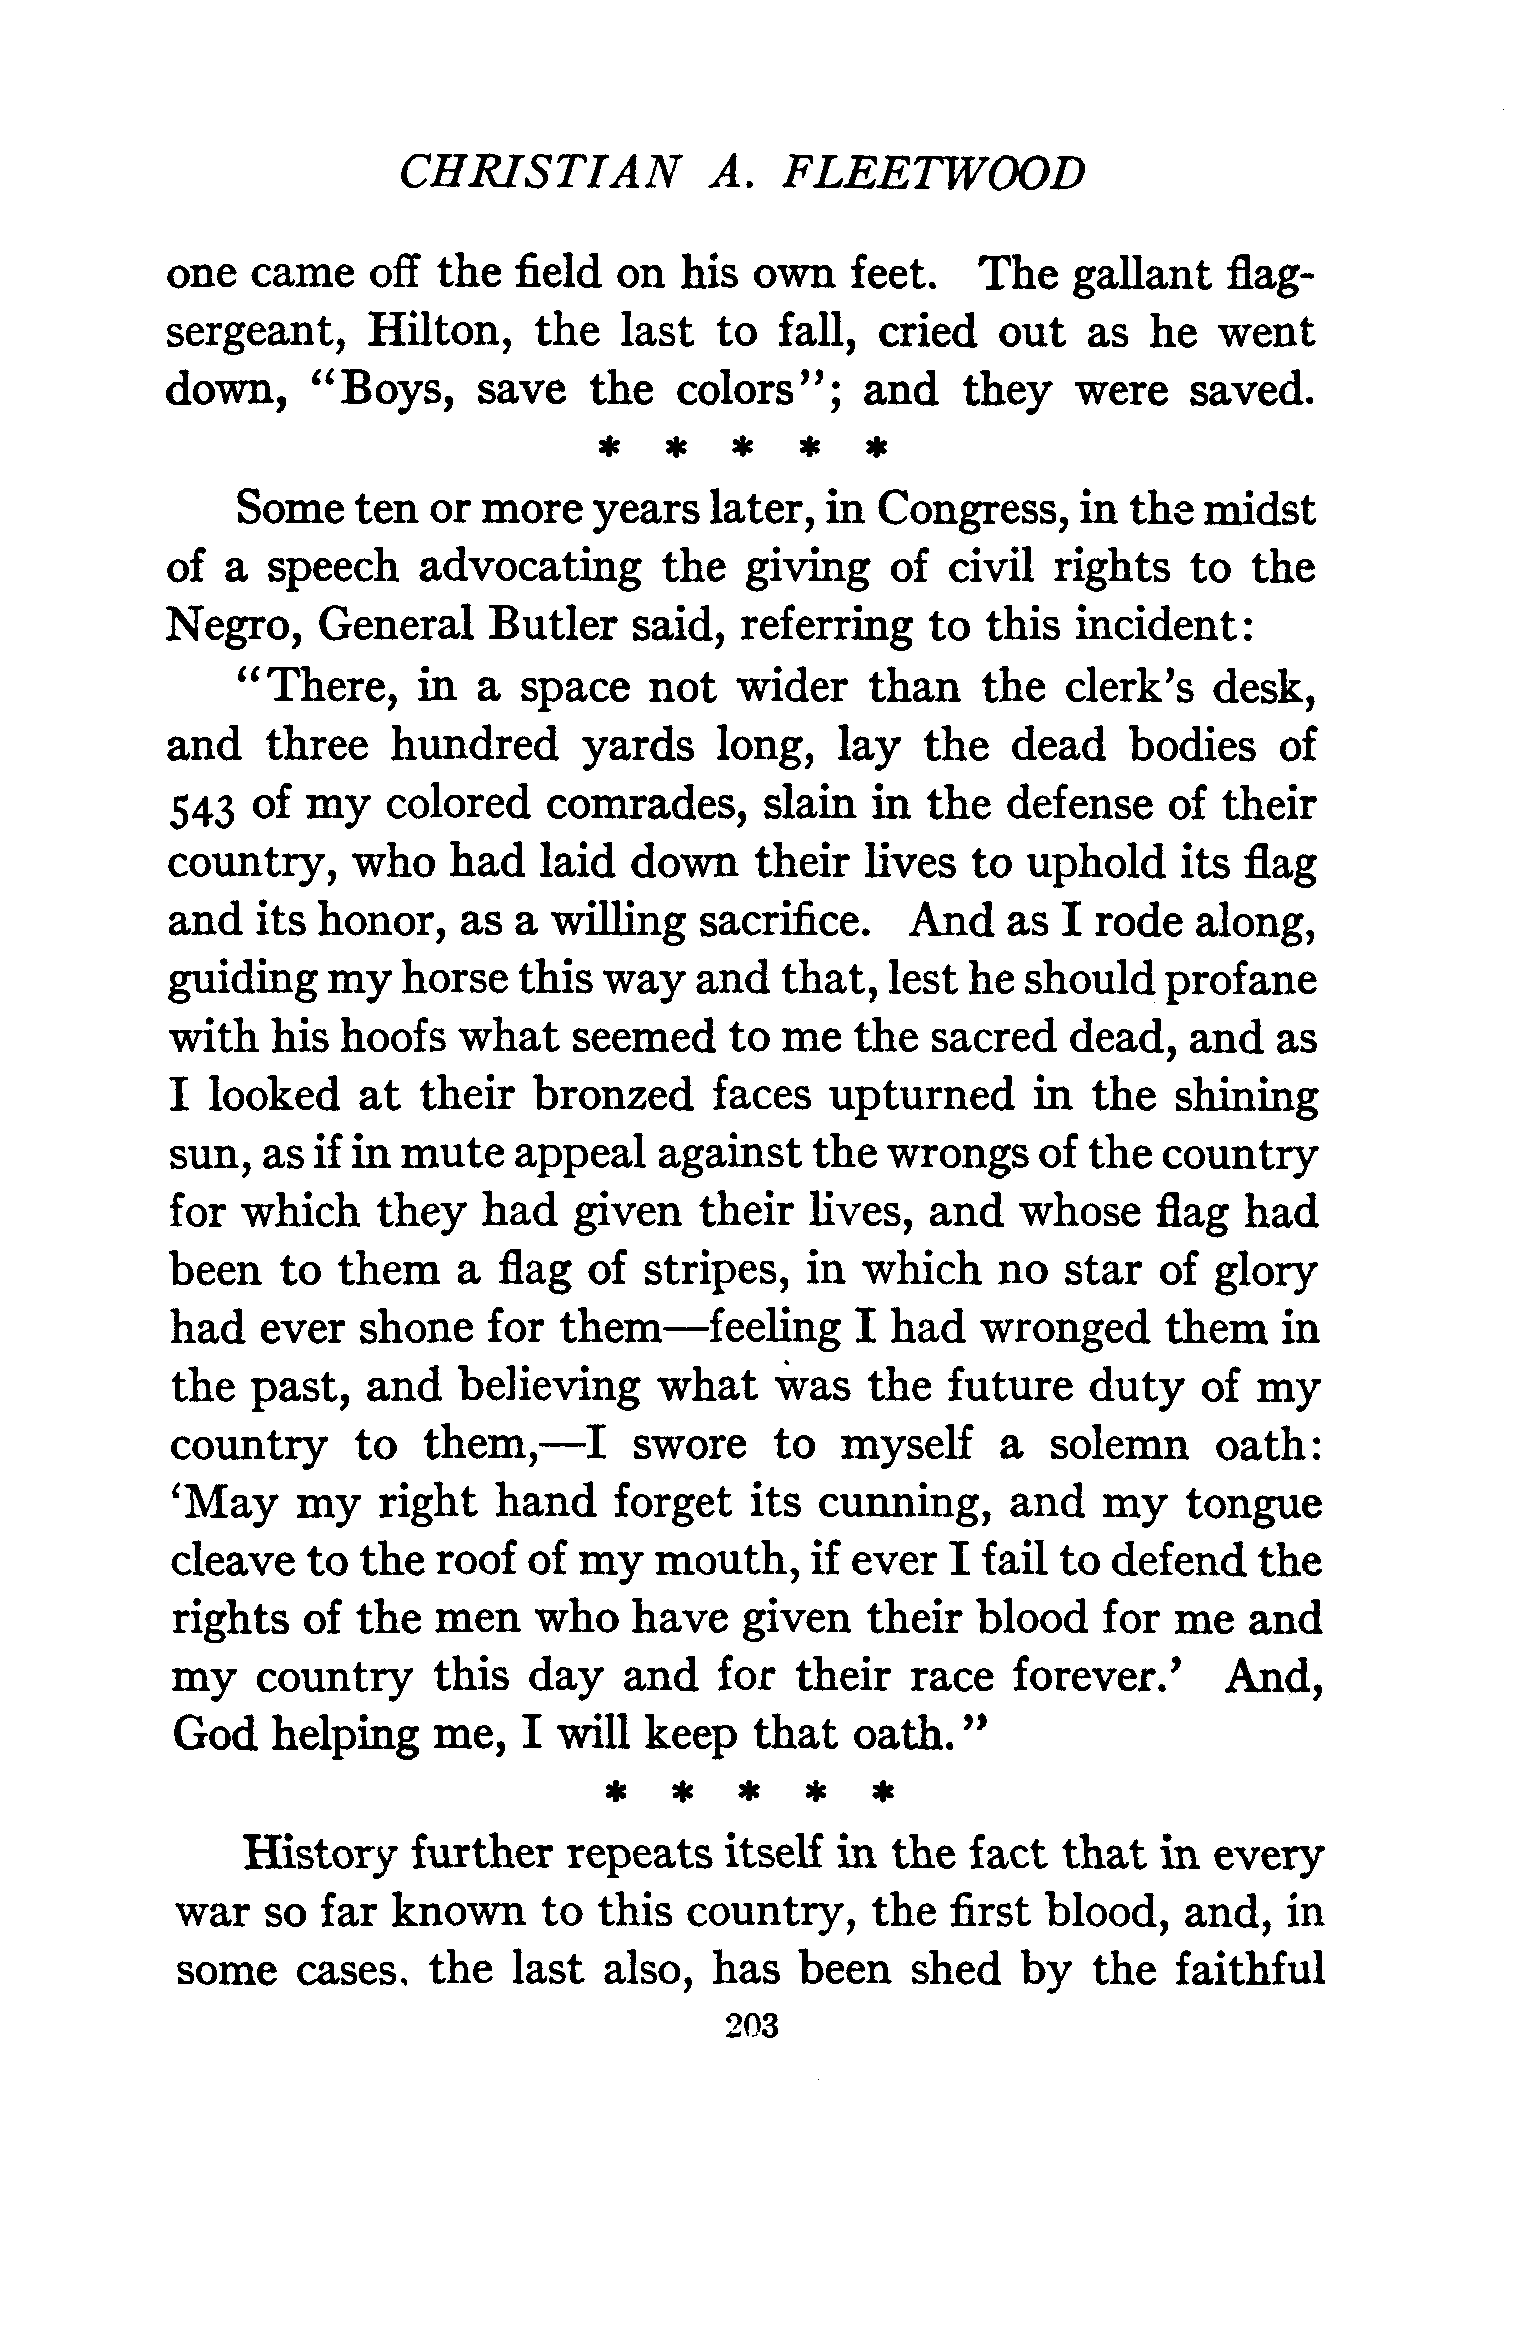 CHRISTIAN A. FLEETWOOD
one came off the field on his own feet. The gallant flag-
sergeant, Hilton, the last to fall, cried out as he went
down, “Boys, save the colors”; and they were saved.
* * * * *
Some ten or more years later, in Congress, in the midst
of a speech advocating the giving of civil rights to the
Negro, General Butler said, referring to this incident:
“There, in a space not wider than the clerk’s desk,
and three hundred yards long, lay the dead bodies of
543 of my colored comrades, slain in the defense of their
country, who had laid down their lives to uphold its flag
and its honor, as a willing sacrifice. And as I rode along,
guiding my horse this way and that, lest he should profane
with his hoofs what seemed to me the sacred dead, and as
I looked at their bronzed faces upturned in the shining
sun, as if in mute appeal against the wrongs of the country
for which they had given their lives, and whose flag had
been to them a flag of stripes, in which no star of glory
had ever shone for them—feeling I had wronged them in
the past, and believing what was the future duty of my
country to them,—I swore to myself a solemn oath:
‘May my right hand forget its cunning, and my tongue
cleave to the roof of my mouth, if ever I fail to defend the
rights of the men who have given their blood for me and
my country this day and for their race forever.’ And,
God helping me, I will keep that oath.”
* * * * *
History further repeats itself in the fact that in every
war so far known to this country, the first blood, and, in
some cases, the last also, has been shed by the faithful
203